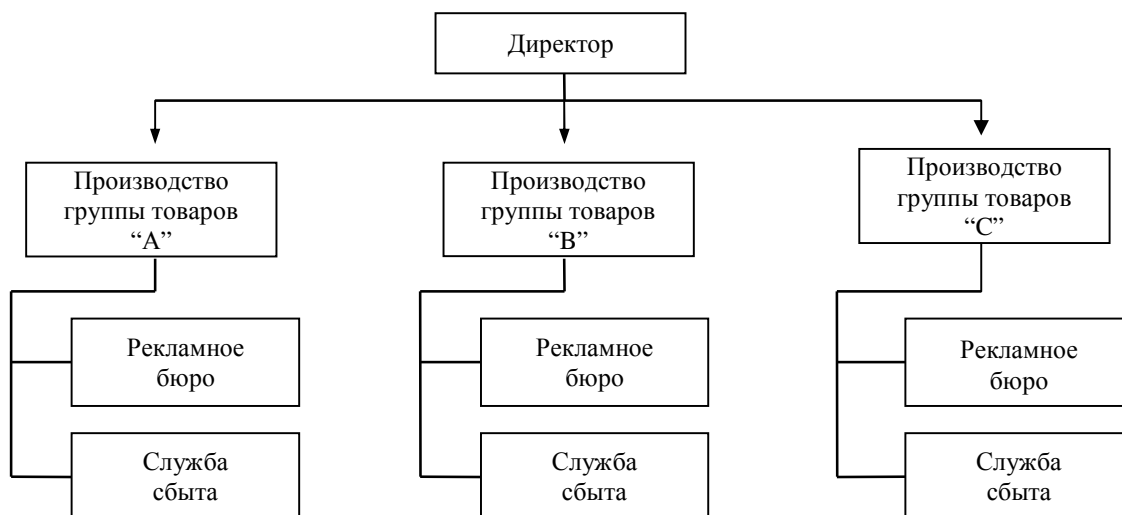 Директор
Производство
группы товаров
“А”
Производство
группы товаров
“В”
Производство
группы товаров
“С”
Рекламное
бюро
Рекламное
бюро
Рекламное
бюро
Служба
сбыта
Служба
сбыта
Служба
сбыта